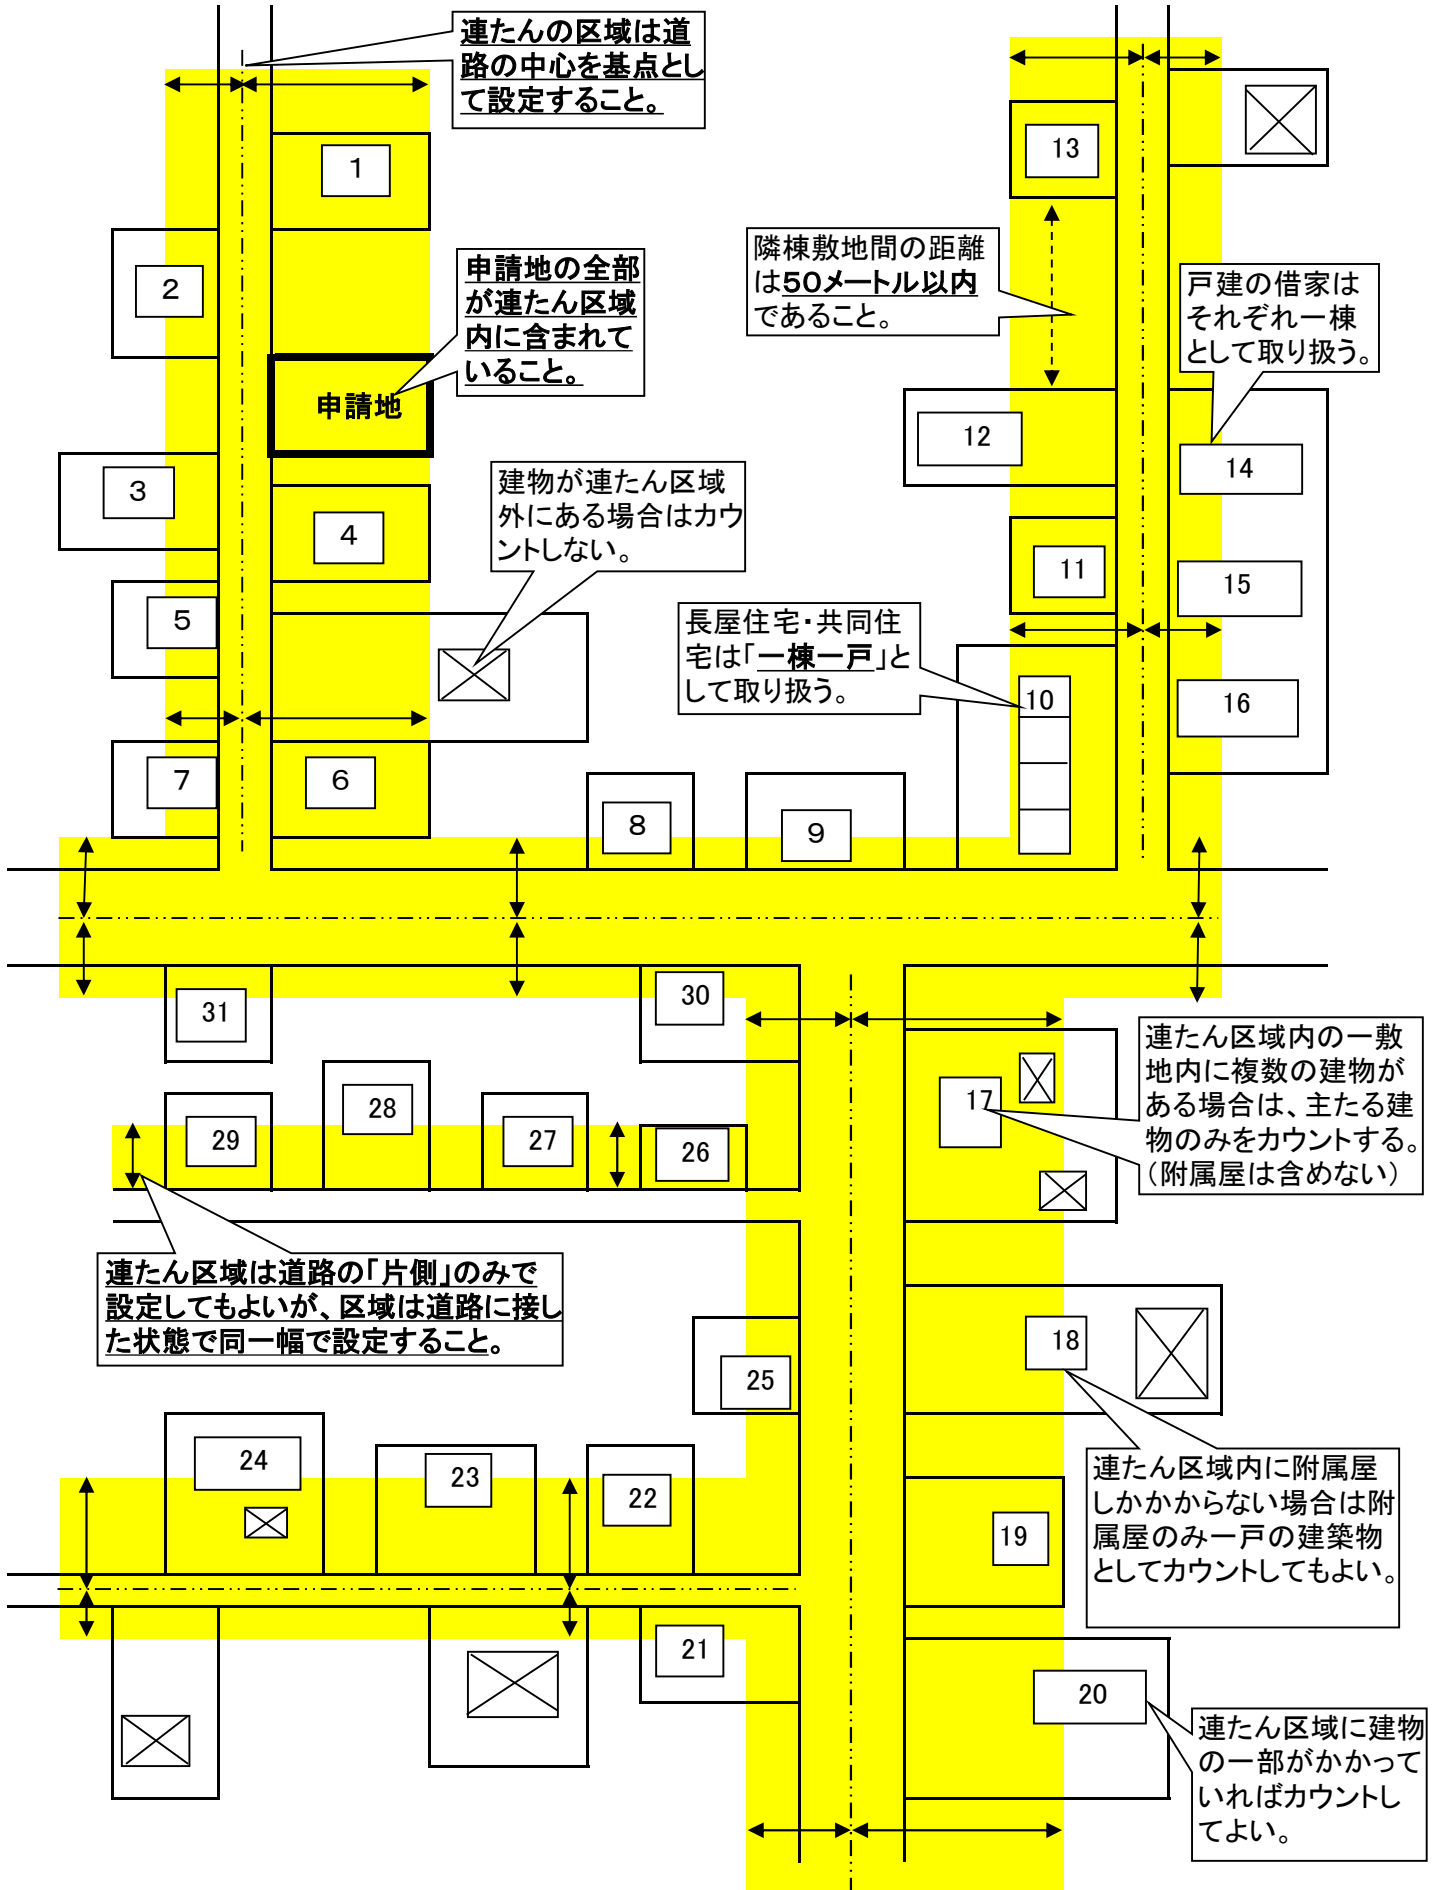 連たんの区域は道
路の中心を基点とし
て設定すること。
1
13
2
申請地の全部
が連たん区域
内に含まれて
いること。
隣棟敷地間の距離
は50メートル以内
であること。
戸建の借家は
それぞれ一棟
として取り扱う。
申請地
12
14
3
4
建物が連たん区域
外にある場合はカウ
ントしない。
11
15
5
長屋住宅・共同住
宅は「一棟一戸」と
して取り扱う。
10
16
7
6
8
9
31
30
連たん区域内の一敷
地内に複数の建物が
ある場合は、主たる建
物のみをカウントする。
(附属屋は含めない)
17
29
28
27
26
連たん区域は道路の「片側」のみで
設定してもよいが、区域は道路に接し
た状態で同一幅で設定すること。
18
25
連たん区域内に附属屋
しかかからない場合は附
属屋のみ一戸の建築物
としてカウントしてもよい。
24
23
22
19
21
20
連たん区域に建物
の一部がかかって
いればカウントし
てよい。